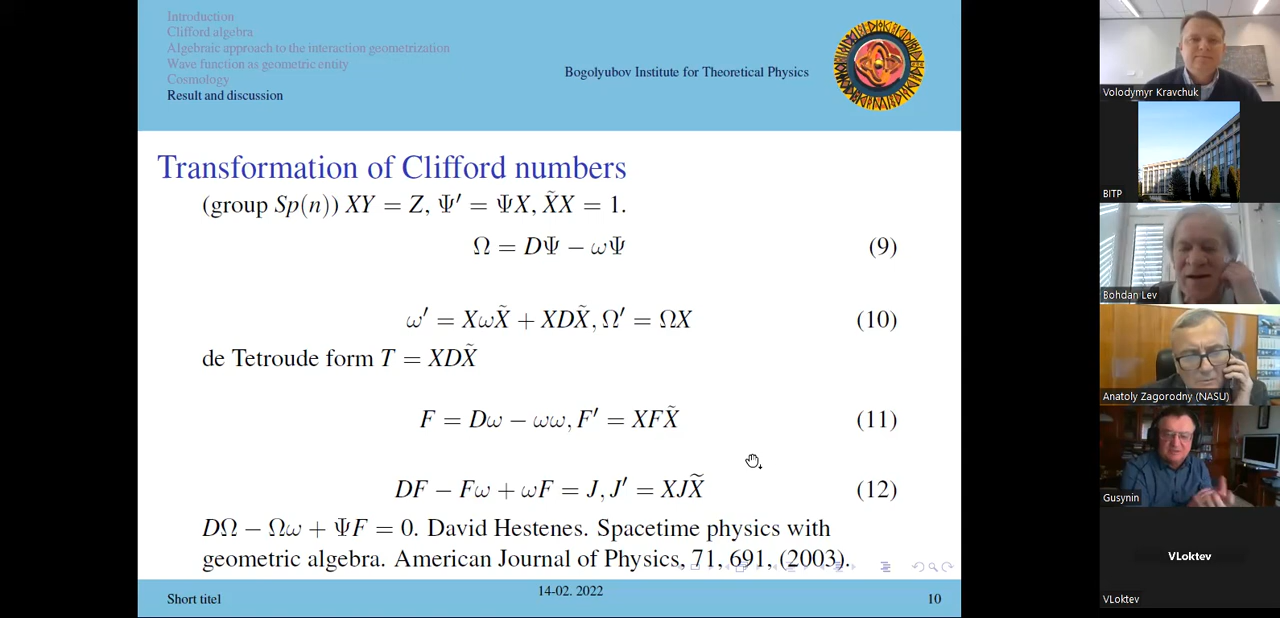 Introduction
Clifford algebra
Algebraic approach to the interaction geometrization
Wave function as geometric entity
Cosmology
Result and discussion
Bogolyubov Institute for Theoretical Physics
Transformation of Clifford numbers
(group Sp(n)) XY = Z, Ψ′ = ΨX, X̃X = 1.
Ω = DΨ − ωΨ (9)
ω′ = XωX̃ + XDX̃, Ω′ = ΩX (10)
de Tetroude form T = XDX̃
F = Dω − ωω, F′ = XFX̃ (11)
DF − Fω + ωF = J, J′ = XJX̃ (12)
DΩ − Ωω + ΨF = 0. David Hestenes. Spacetime physics with
geometric algebra. American Journal of Physics, 71, 691, (2003).
Short titel
14-02. 2022
10
Volodymyr Kravchuk
BITP
Bohdan Lev
Anatoly Zagorodny (NASU)
Gusynin
VLoktev
VLoktev